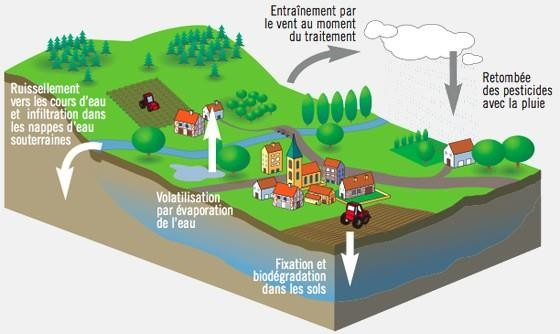 Entraînement par
le vent au moment
du traitement
Retombée
des pesticides
avec la pluie
Ruissellement
vers les cours d'eau
et infiltration dans
les nappes d'eau
souterraines
Volatilisation
par évaporation
de l'eau
Fixation et
biodégradation
dans les sols